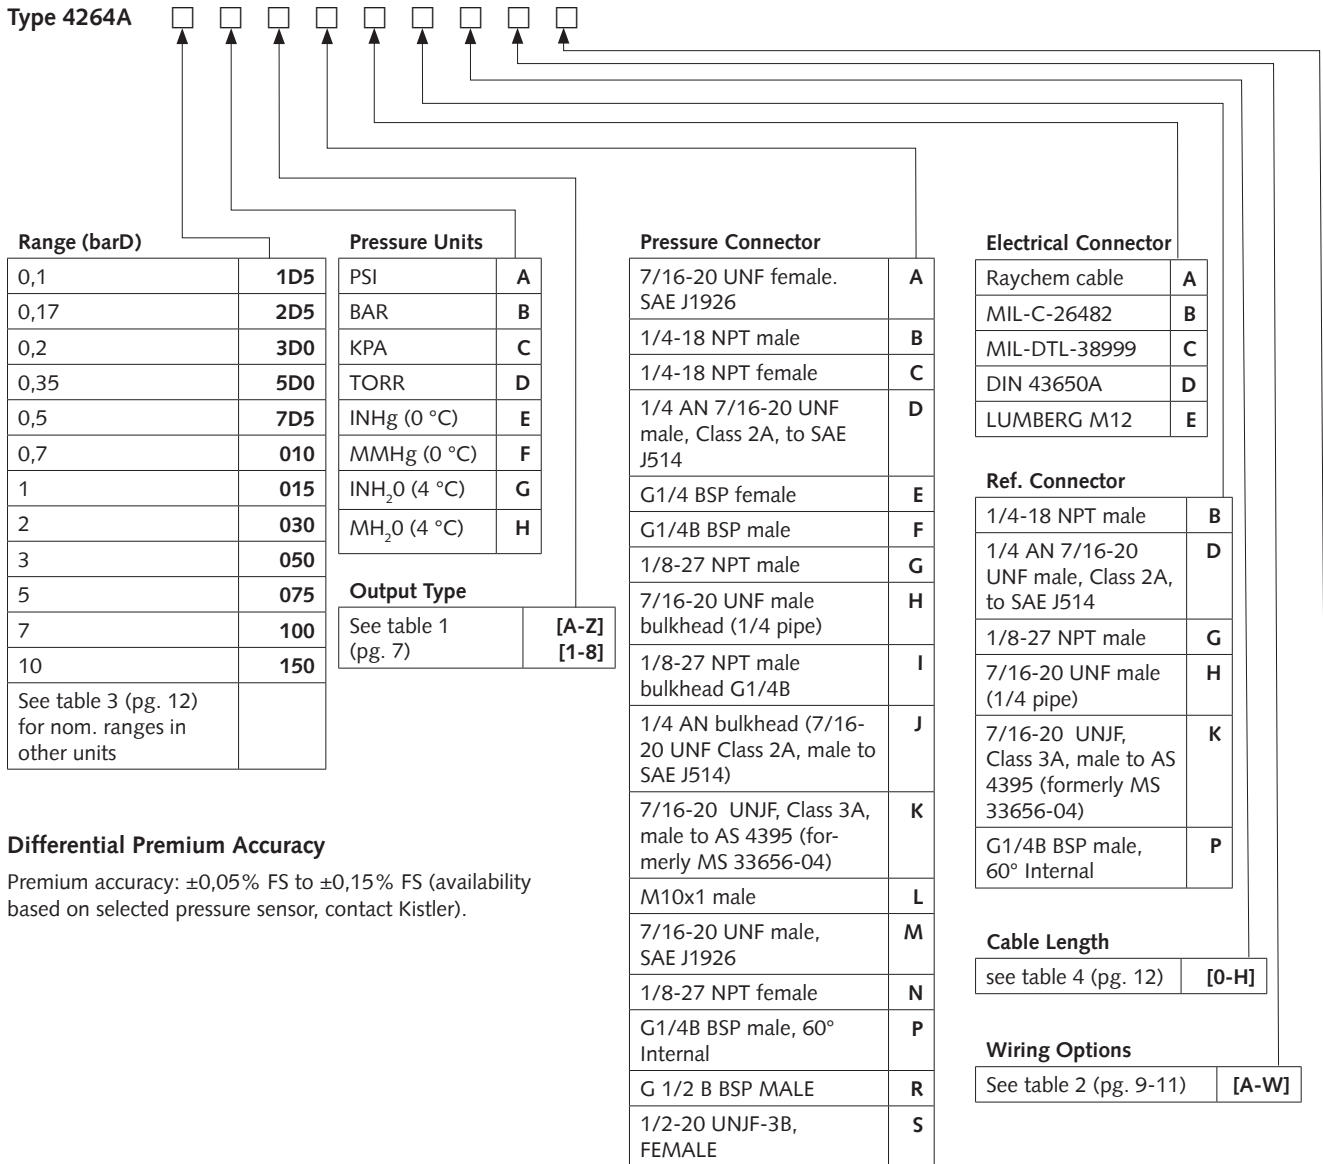 Type 4264A
Range (barD)
0,1 1D5
0,17 2D5
0,2 3D0
0,35 5D0
0,5 7D5
0,7 010
1 015
2 030
3 050
5 075
7 100
10 150
See table 3 (pg. 12)
for nom. ranges in
other units
Pressure Units
PSI A
BAR B
KPA C
TORR D
INHg (0 °C) E
MMHg (0 °C) F
INH₂0 (4 °C) G
MH₂0 (4 °C) H
Output Type
See table 1 [A-Z]
(pg. 7) [1-8]
Differential Premium Accuracy
Premium accuracy: ±0,05% FS to ±0,15% FS (availability
based on selected pressure sensor, contact Kistler).
Pressure Connector
7/16-20 UNF female. A
SAE J1926
1/4-18 NPT male B
1/4-18 NPT female C
1/4 AN 7/16-20 UNF D
male, Class 2A, to SAE
J514
G1/4 BSP female E
G1/4B BSP male F
1/8-27 NPT male G
7/16-20 UNF male H
bulkhead (1/4 pipe)
1/8-27 NPT male I
bulkhead G1/4B
1/4 AN bulkhead (7/16- J
20 UNF Class 2A, male to
SAE J514)
7/16-20 UNJF, Class 3A, K
male to AS 4395 (for-
merly MS 33656-04)
M10x1 male L
7/16-20 UNF male, M
SAE J1926
1/8-27 NPT female N
G1/4B BSP male, 60° P
Internal
G 1/2 B BSP MALE R
1/2-20 UNJF-3B, S
FEMALE
Electrical Connector
Raychem cable A
MIL-C-26482 B
MIL-DTL-38999 C
DIN 43650A D
LUMBERG M12 E
Ref. Connector
1/4-18 NPT male B
1/4 AN 7/16-20 D
UNF male, Class 2A,
to SAE J514
1/8-27 NPT male G
7/16-20 UNF male H
(1/4 pipe)
7/16-20 UNJF, K
Class 3A, male to AS
4395 (formerly MS
33656-04)
G1/4B BSP male, P
60° Internal
Cable Length
see table 4 (pg. 12) [0-H]
Wiring Options
See table 2 (pg. 9-11) [A-W]